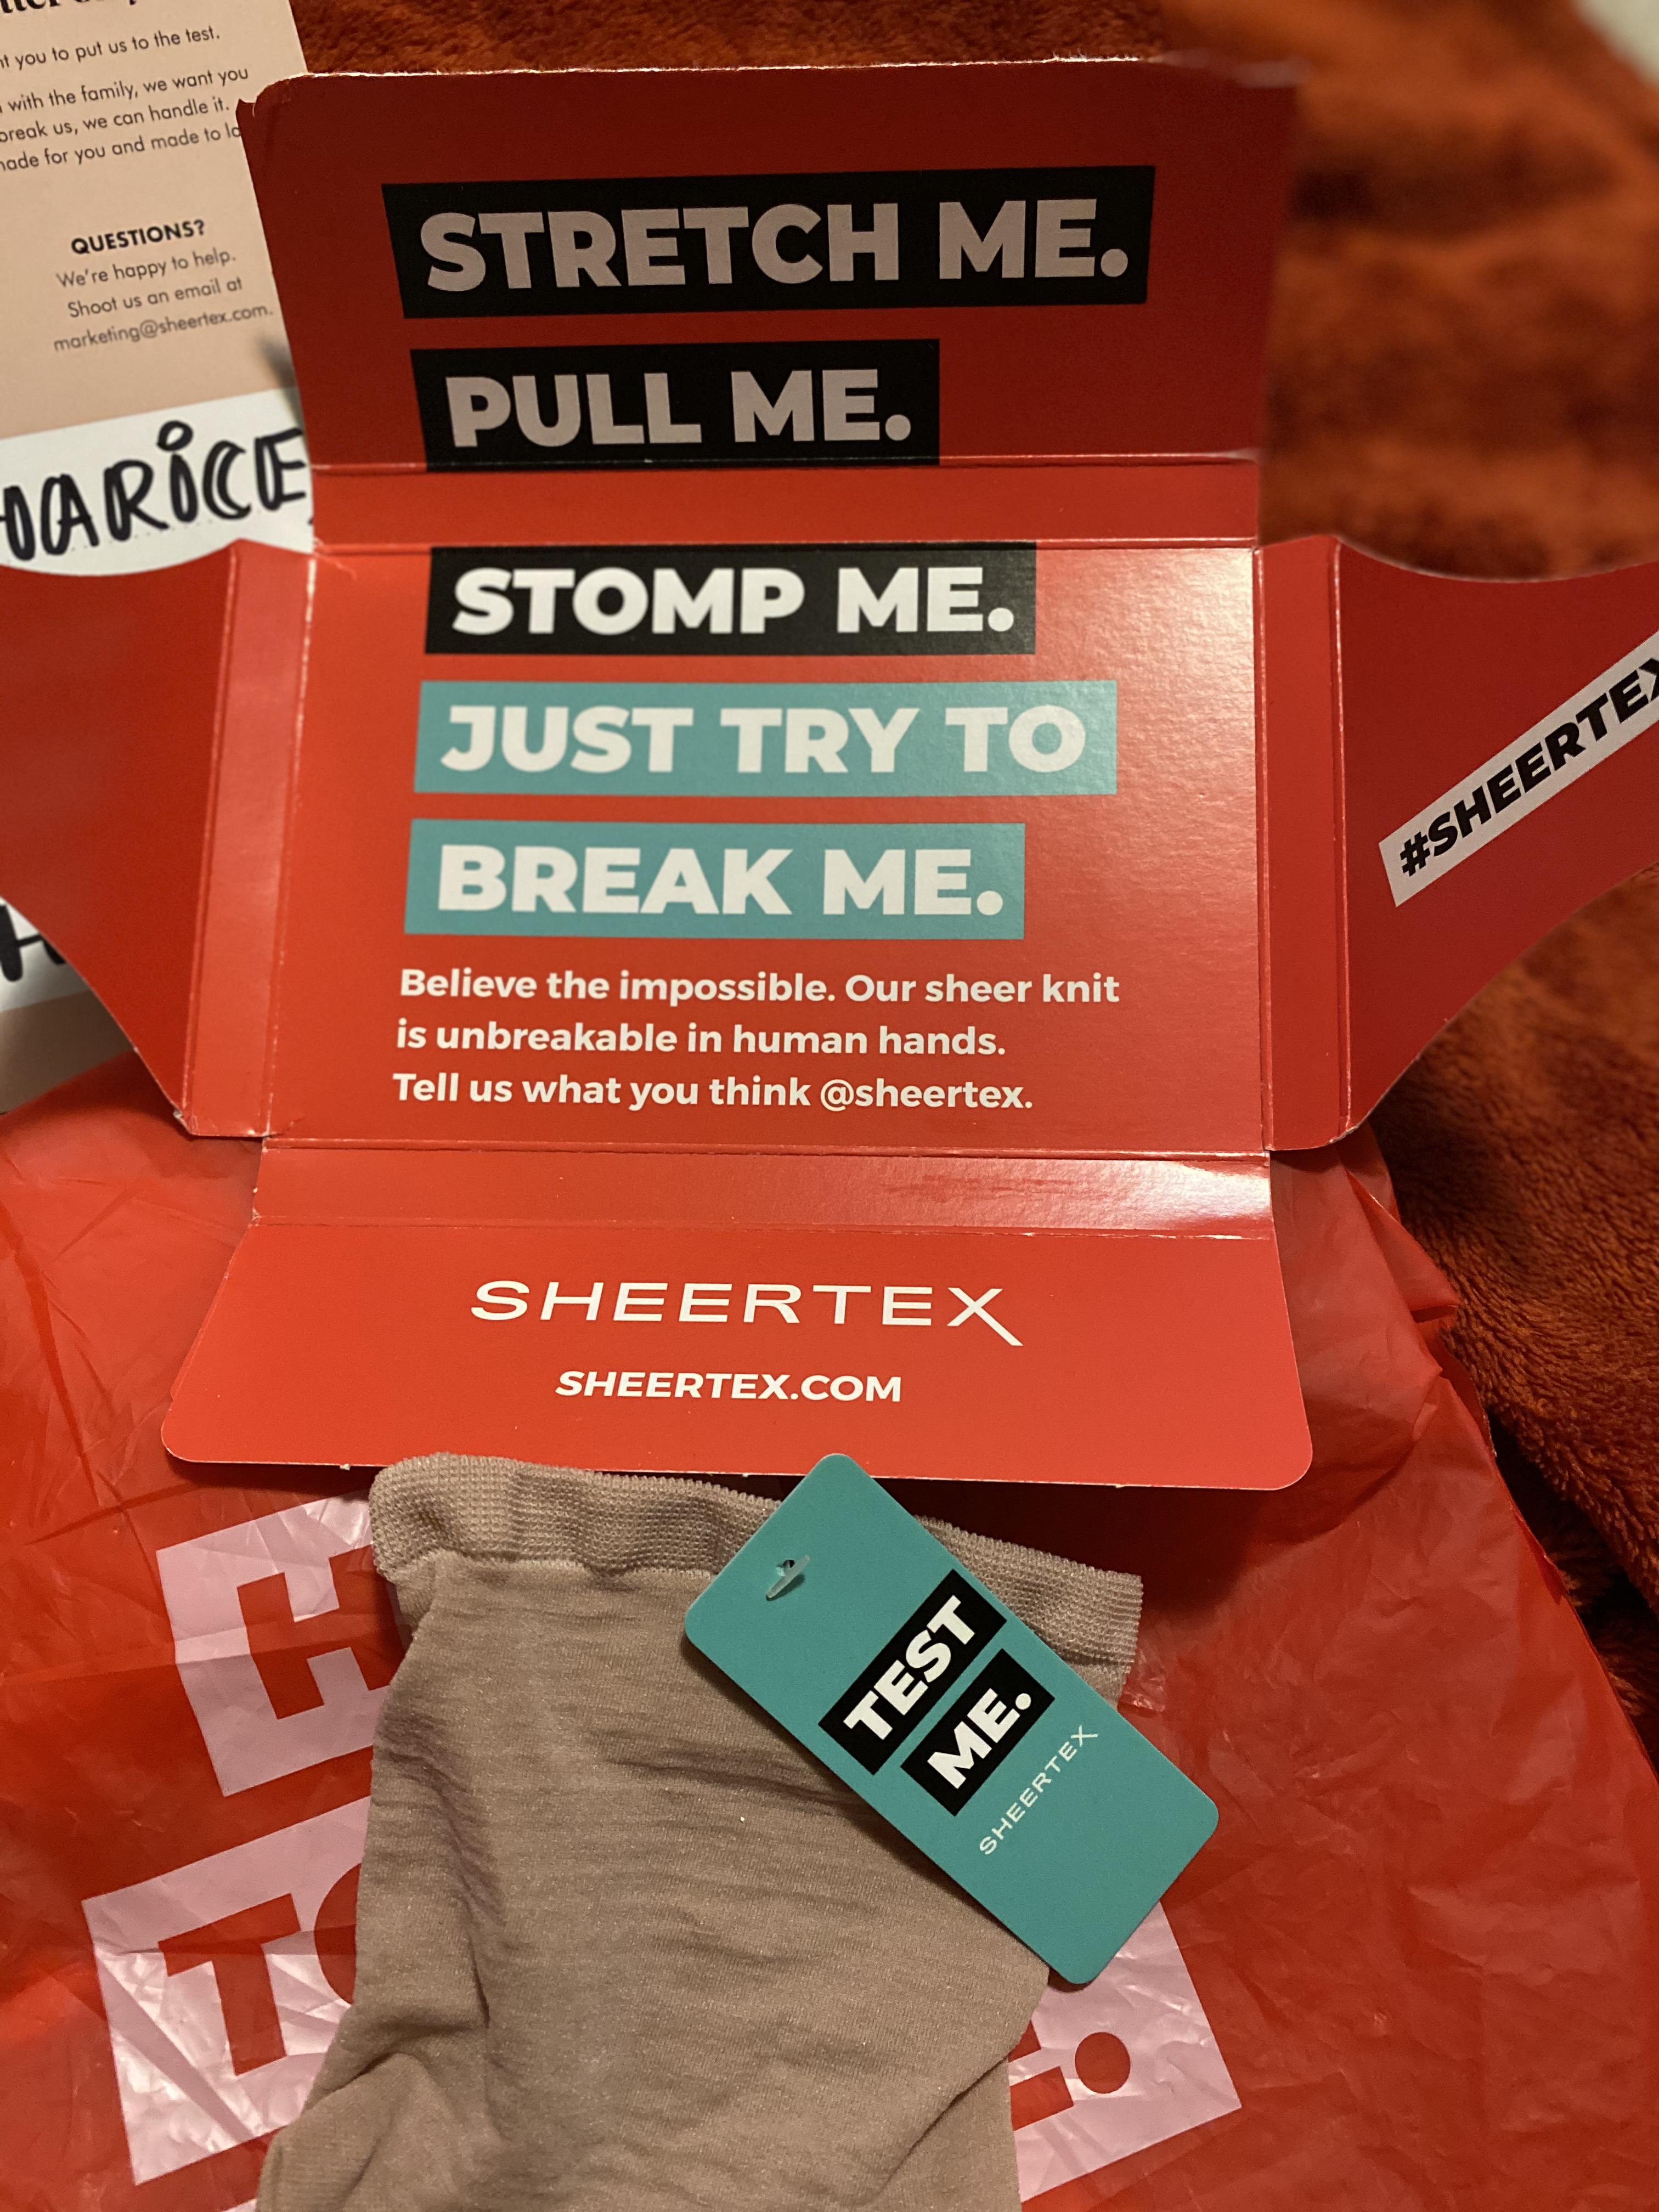 you to put us to the test.
with the family, we want you
break us, we can handle it.
for you and made to
QUESTIONS?
We're happy to help.
Shoot us an email at
marketing@sheertex.com.
STRETCH ME.
PULL ME.
STOMP ME.
JUST TRY TO
BREAK ME.
Believe the impossible. Our sheer knit
is unbreakable in human hands.
Tell us what you think @sheertex.
#SHEERTEX
SHEERTEX
SHEERTEX.COM
TEST
ME.
SHEERTEX